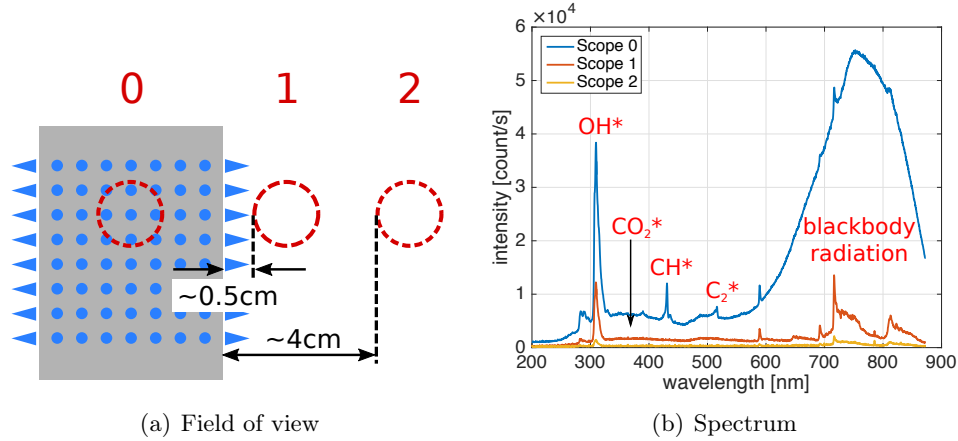 0 1 2
~0.5cm
~4cm
(a) Field of view
×10⁴
Scope 0
Scope 1
Scope 2
OH*
CO₂*
CH*
C₂*
blackbody
radiation
intensity [count/s]
6
5
4
3
2
1
0
200 300 400 500 600 700 800 900
wavelength [nm]
(b) Spectrum